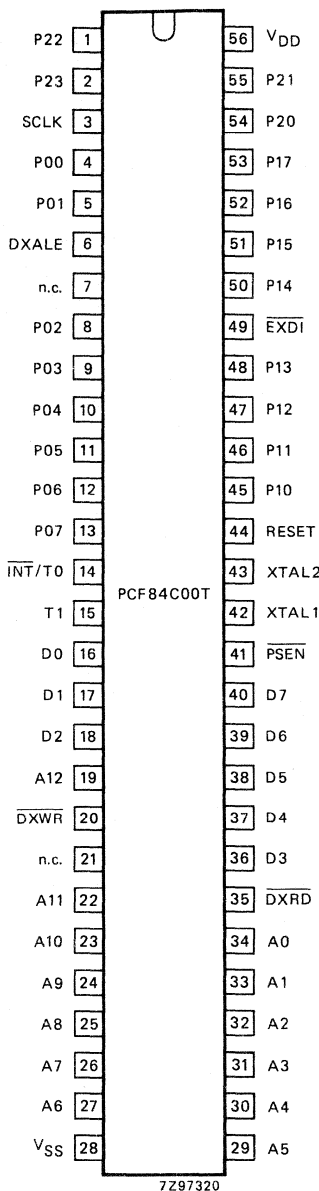 P22 1 56 VDD
P23 2 55 P21
SCLK 3 54 P20
P00 4 53 P17
P01 5 52 P16
DXALE 6 51 P15
n.c. 7 50 P14
P02 8 49 EXDI
P03 9 48 P13
P04 10 47 P12
P05 11 46 P11
P06 12 45 P10
P07 13 44 RESET
INT/T0 14 43 XTAL2
PCF84C00T
T1 15 42 XTAL1
D0 16 41 PSEN
D1 17 40 D7
D2 18 39 D6
A12 19 38 D5
DXWR 20 37 D4
n.c. 21 36 D3
A11 22 35 DXRD
A10 23 34 A0
A9 24 33 A1
A8 25 32 A2
A7 26 31 A3
A6 27 30 A4
VSS 28 29 A5
7Z97320